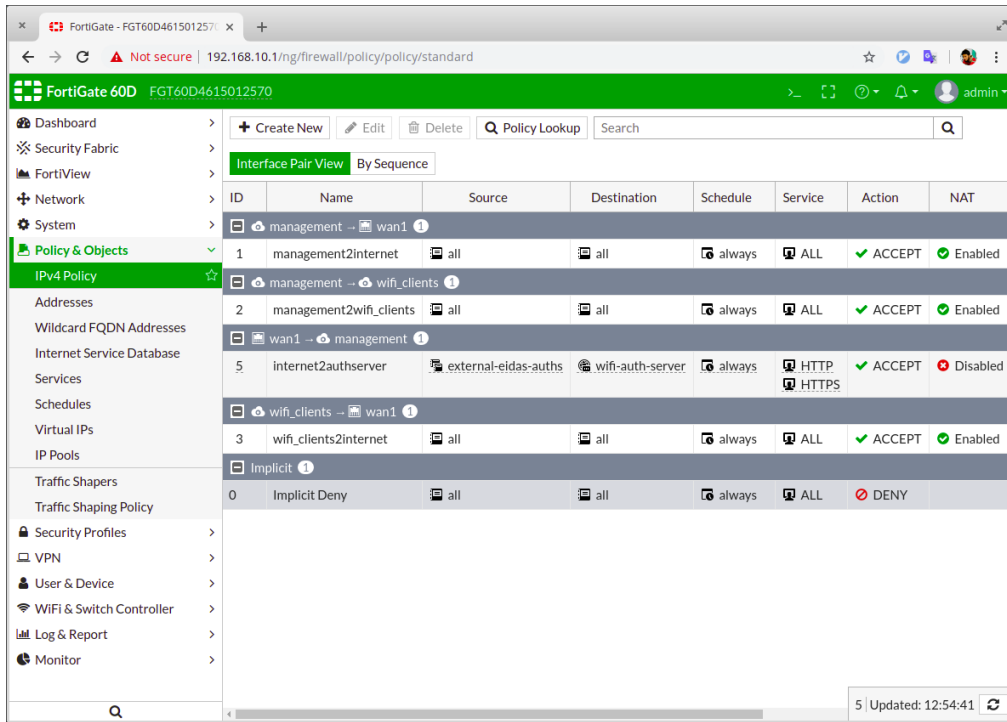 FortiGate - FGT60D4615012570
Not secure | 192.168.10.1/ng/firewall/policy/policy/standard
FortiGate 60D FGT60D4615012570
admin
Dashboard
Security Fabric
FortiView
Network
System
Policy & Objects
IPv4 Policy
Addresses
Wildcard FQDN Addresses
Internet Service Database
Services
Schedules
Virtual IPs
IP Pools
Traffic Shapers
Traffic Shaping Policy
Security Profiles
VPN
User & Device
WiFi & Switch Controller
Log & Report
Monitor
Create New Edit Delete Policy Lookup Search
Interface Pair View By Sequence
ID Name Source Destination Schedule Service Action NAT
management → wan1 1
1 management2internet all all always ALL ACCEPT Enabled
management → wifi_clients 1
2 management2wifi_clients all all always ALL ACCEPT Enabled
wan1 → management 1
5 internet2authserver external-eidas-auths wifi-auth-server always HTTP ACCEPT Disabled
HTTPS
wifi_clients → wan1 1
3 wifi_clients2internet all all always ALL ACCEPT Enabled
Implicit 1
0 Implicit Deny all all always ALL DENY
5 Updated: 12:54:41